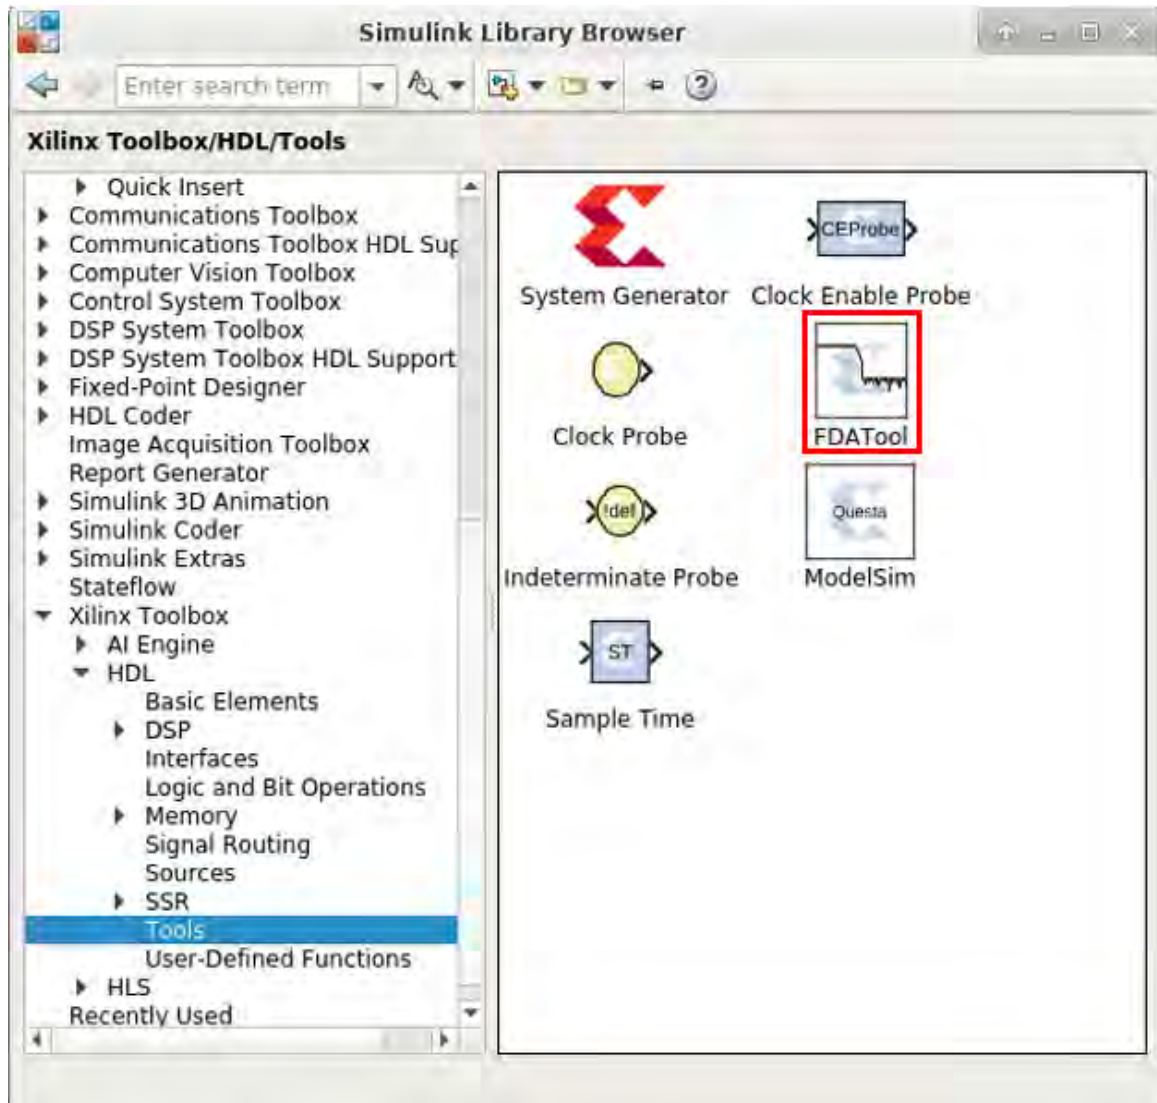 Simulink Library Browser
Enter search term
Xilinx Toolbox/HDL/Tools
Quick Insert
Communications Toolbox
Communications Toolbox HDL Sup
Computer Vision Toolbox
Control System Toolbox
DSP System Toolbox
DSP System Toolbox HDL Support
Fixed-Point Designer
HDL Coder
Image Acquisition Toolbox
Report Generator
Simulink 3D Animation
Simulink Coder
Simulink Extras
Stateflow
Xilinx Toolbox
AI Engine
HDL
Basic Elements
DSP
Interfaces
Logic and Bit Operations
Memory
Signal Routing
Sources
SSR
Tools
User-Defined Functions
HLS
Recently Used
CEProbe
System Generator
Clock Enable Probe
Clock Probe
FDATool
!def!
Questa
Indeterminate Probe
ModelSim
ST
Sample Time